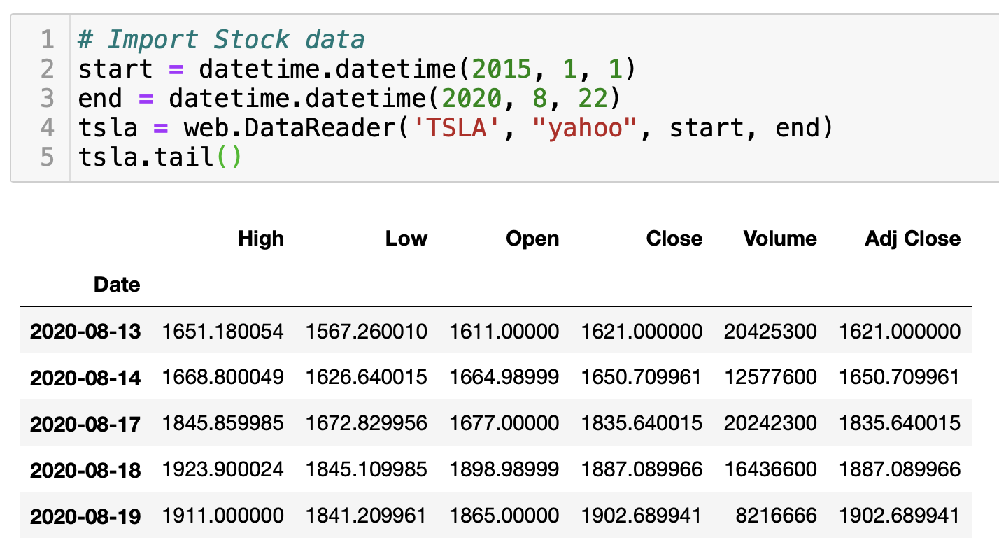 1 # Import Stock data
2 start = datetime.datetime(2015, 1, 1)
3 end = datetime.datetime(2020, 8, 22)
4 tsla = web.DataReader('TSLA', "yahoo", start, end)
5 tsla.tail()
High Low Open Close Volume Adj Close
Date
2020-08-13 1651.180054 1567.260010 1611.00000 1621.000000 20425300 1621.000000
2020-08-14 1668.800049 1626.640015 1664.98999 1650.709961 12577600 1650.709961
2020-08-17 1845.859985 1672.829956 1677.00000 1835.640015 20242300 1835.640015
2020-08-18 1923.900024 1845.109985 1898.98999 1887.089966 16436600 1887.089966
2020-08-19 1911.000000 1841.209961 1865.00000 1902.689941 8216666 1902.689941